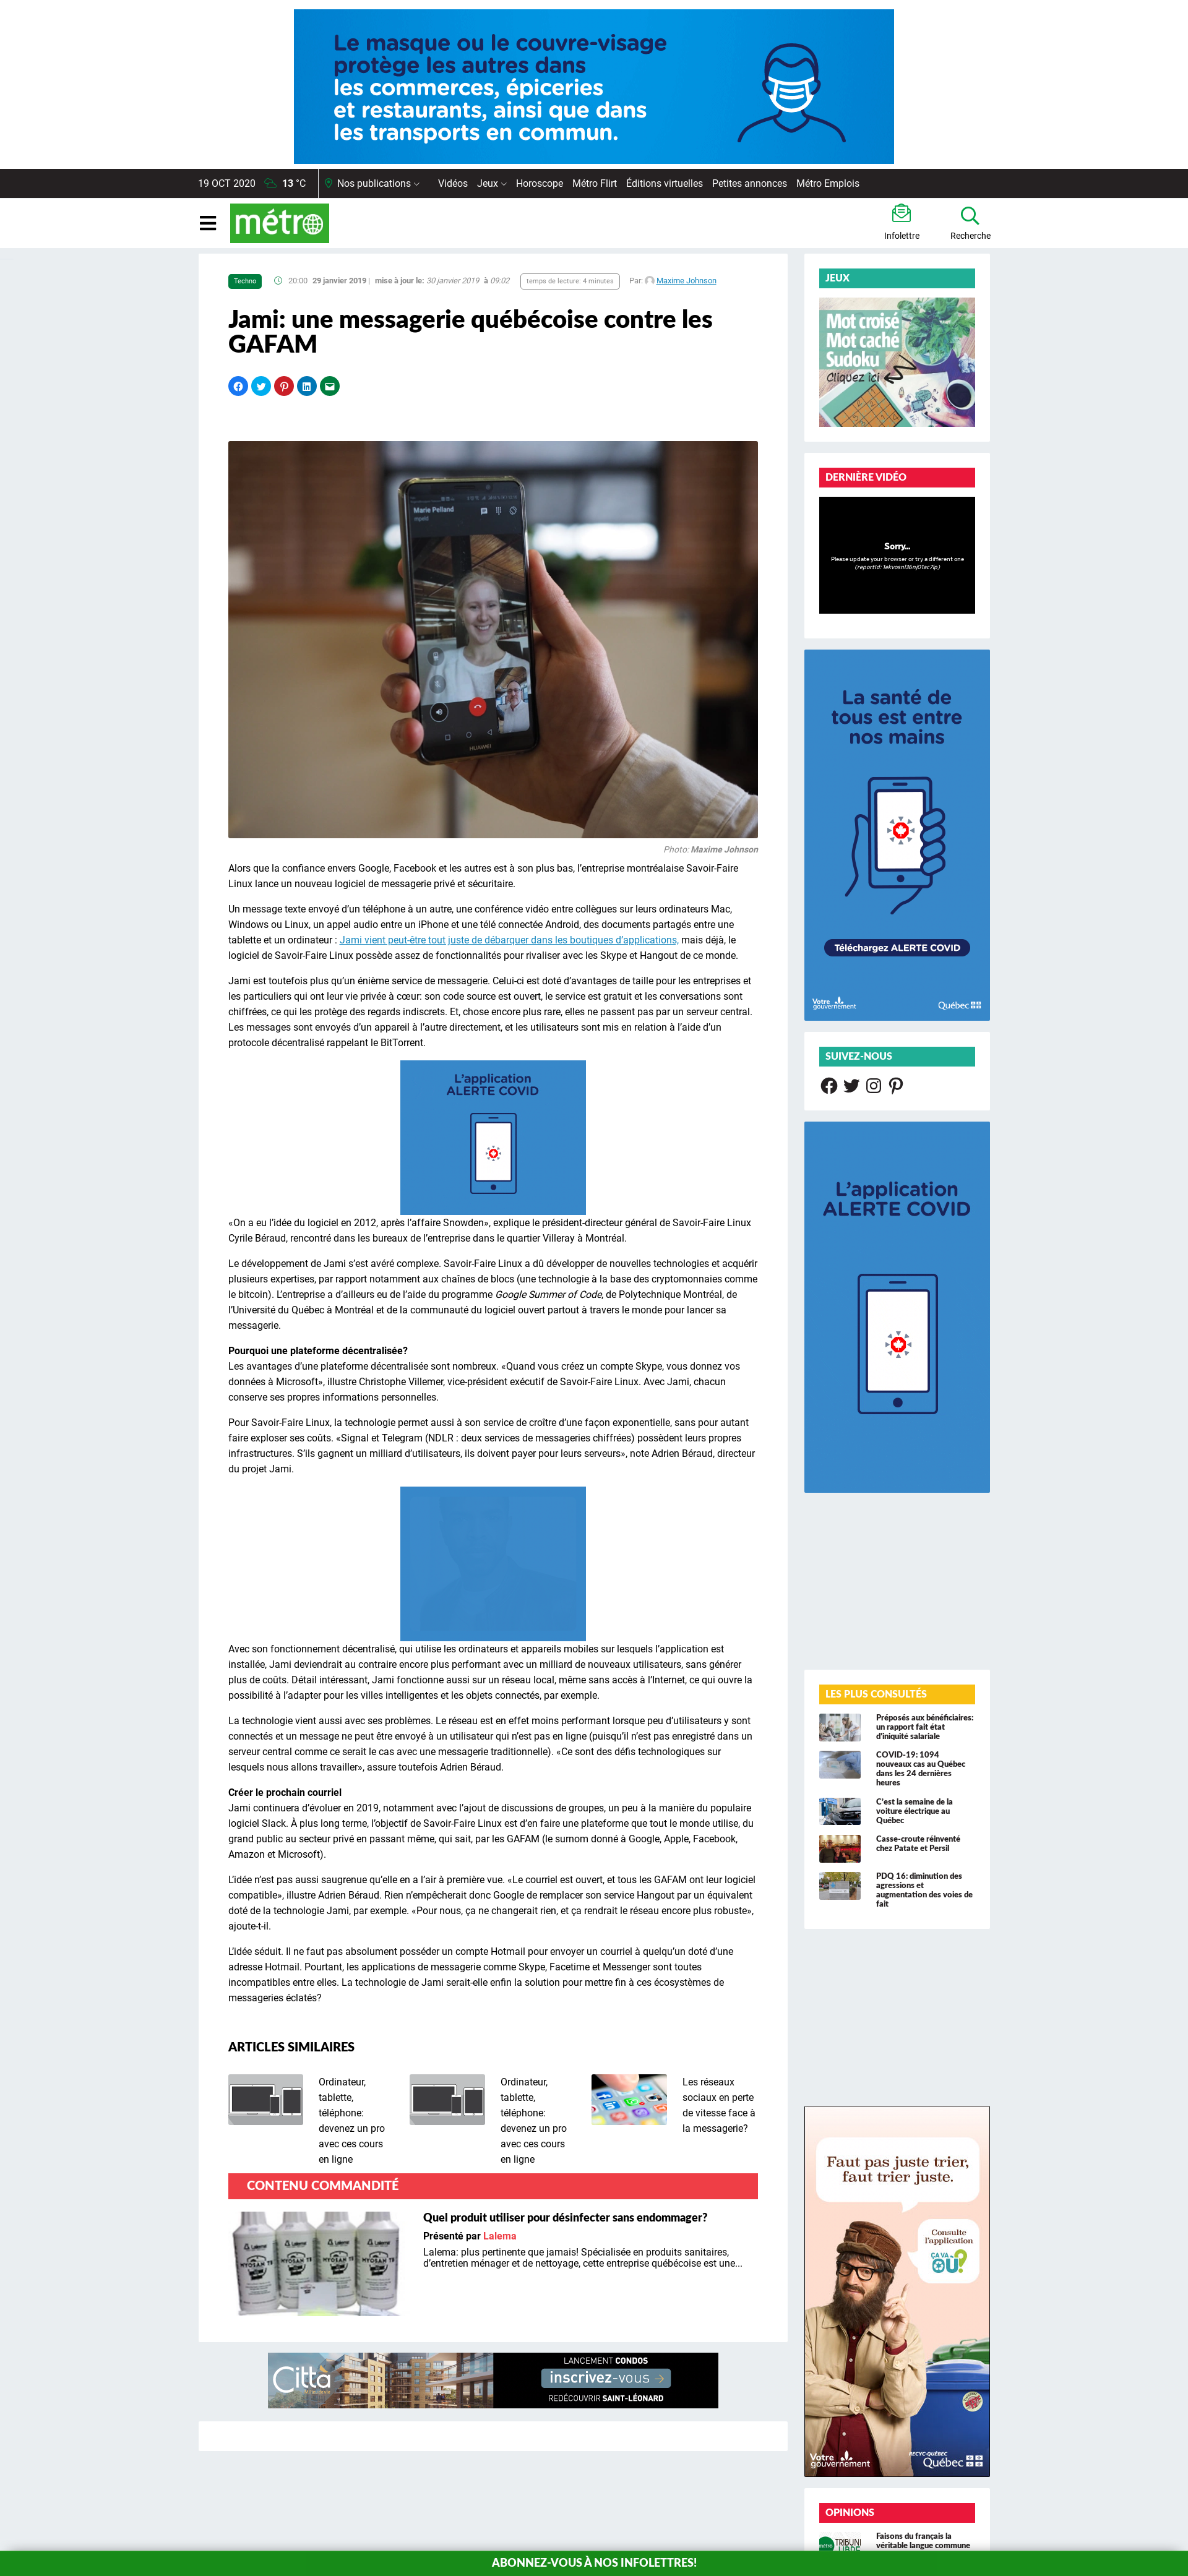 Le masque ou le couvre-visage
protège les autres dans
les commerces, épiceries
et restaurants, ainsi que dans
les transports en commun.
19 OCT 2020 13 °C Nos publications Vidéos Jeux Horoscope Métro Flirt Éditions virtuelles Petites annonces Métro Emplois
métro
Infolettre Recherche
Techno 20:00 29 janvier 2019 | mise à jour le: 30 janvier 2019 à 09:02 temps de lecture: 4 minutes Par: Maxime Johnson
Jami: une messagerie québécoise contre les
GAFAM
Marie Pelland
HUAWEI
Photo: Maxime Johnson
Alors que la confiance envers Google, Facebook et les autres est à son plus bas, l’entreprise montréalaise Savoir-Faire
Linux lance un nouveau logiciel de messagerie privé et sécuritaire.
Un message texte envoyé d’un téléphone à un autre, une conférence vidéo entre collègues sur leurs ordinateurs Mac,
Windows ou Linux, un appel audio entre un iPhone et une télé connectée Android, des documents partagés entre une
tablette et un ordinateur : Jami vient peut-être tout juste de débarquer dans les boutiques d’applications, mais déjà, le
logiciel de Savoir-Faire Linux possède assez de fonctionnalités pour rivaliser avec les Skype et Hangout de ce monde.
Jami est toutefois plus qu’un énième service de messagerie. Celui-ci est doté d’avantages de taille pour les entreprises et
les particuliers qui ont leur vie privée à cœur: son code source est ouvert, le service est gratuit et les conversations sont
chiffrées, ce qui les protège des regards indiscrets. Et, chose encore plus rare, elles ne passent pas par un serveur central.
Les messages sont envoyés d’un appareil à l’autre directement, et les utilisateurs sont mis en relation à l’aide d’un
protocole décentralisé rappelant le BitTorrent.
L'application
ALERTE COVID
«On a eu l’idée du logiciel en 2012, après l’affaire Snowden», explique le président-directeur général de Savoir-Faire Linux
Cyrile Béraud, rencontré dans les bureaux de l’entreprise dans le quartier Villeray à Montréal.
Le développement de Jami s’est avéré complexe. Savoir-Faire Linux a dû développer de nouvelles technologies et acquérir
plusieurs expertises, par rapport notamment aux chaînes de blocs (une technologie à la base des cryptomonnaies comme
le bitcoin). L’entreprise a d’ailleurs eu de l’aide du programme Google Summer of Code, de Polytechnique Montréal, de
l’Université du Québec à Montréal et de la communauté du logiciel ouvert partout à travers le monde pour lancer sa
messagerie.
Pourquoi une plateforme décentralisée?
Les avantages d’une plateforme décentralisée sont nombreux. «Quand vous créez un compte Skype, vous donnez vos
données à Microsoft», illustre Christophe Villemer, vice-président exécutif de Savoir-Faire Linux. Avec Jami, chacun
conserve ses propres informations personnelles.
Pour Savoir-Faire Linux, la technologie permet aussi à son service de croître d’une façon exponentielle, sans pour autant
faire exploser ses coûts. «Signal et Telegram (NDLR : deux services de messageries chiffrées) possèdent leurs propres
infrastructures. S’ils gagnent un milliard d’utilisateurs, ils doivent payer pour leurs serveurs», note Adrien Béraud, directeur
du projet Jami.
Avec son fonctionnement décentralisé, qui utilise les ordinateurs et appareils mobiles sur lesquels l’application est
installée, Jami deviendrait au contraire encore plus performant avec un milliard de nouveaux utilisateurs, sans générer
plus de coûts. Détail intéressant, Jami fonctionne aussi sur un réseau local, même sans accès à l’Internet, ce qui ouvre la
possibilité à l’adapter pour les villes intelligentes et les objets connectés, par exemple.
La technologie vient aussi avec ses problèmes. Le réseau est en effet moins performant lorsque peu d’utilisateurs y sont
connectés et un message ne peut être envoyé à un utilisateur qui n’est pas en ligne (puisqu’il n’est pas enregistré dans un
serveur central comme ce serait le cas avec une messagerie traditionnelle). «Ce sont des défis technologiques sur
lesquels nous allons travailler», assure toutefois Adrien Béraud.
Créer le prochain courriel
Jami continuera d’évoluer en 2019, notamment avec l’ajout de discussions de groupes, un peu à la manière du populaire
logiciel Slack. À plus long terme, l’objectif de Savoir-Faire Linux est d’en faire une plateforme que tout le monde utilise, du
grand public au secteur privé en passant même, qui sait, par les GAFAM (le surnom donné à Google, Apple, Facebook,
Amazon et Microsoft).
L’idée n’est pas aussi saugrenue qu’elle en a l’air à première vue. «Le courriel est ouvert, et tous les GAFAM ont leur logiciel
compatible», illustre Adrien Béraud. Rien n’empêcherait donc Google de remplacer son service Hangout par un équivalent
doté de la technologie Jami, par exemple. «Pour nous, ça ne changerait rien, et ça rendrait le réseau encore plus robuste»,
ajoute-t-il.
L’idée séduit. Il ne faut pas absolument posséder un compte Hotmail pour envoyer un courriel à quelqu’un doté d’une
adresse Hotmail. Pourtant, les applications de messagerie comme Skype, Facetime et Messenger sont toutes
incompatibles entre elles. La technologie de Jami serait-elle enfin la solution pour mettre fin à ces écosystèmes de
messageries éclatés?
ARTICLES SIMILAIRES
Ordinateur,
tablette,
téléphone:
devenez un pro
avec ces cours
en ligne
Ordinateur,
tablette,
téléphone:
devenez un pro
avec ces cours
en ligne
Les réseaux
sociaux en perte
de vitesse face à
la messagerie?
CONTENU COMMANDITÉ
Quel produit utiliser pour désinfecter sans endommager?
Présenté par Lalema
Lalema: plus pertinente que jamais! Spécialisée en produits sanitaires,
d’entretien ménager et de nettoyage, cette entreprise québécoise est une...
Città
LANCEMENT CONDOS
inscrivez-vous →
REDÉCOUVRIR SAINT-LÉONARD
JEUX
Mot croisé
Mot caché
Sudoku
Cliquez ici
DERNIÈRE VIDÉO
Sorry...
Please update your browser or try a different one
(reportId: 1ekvosnl36nj01ac7ip)
La santé de
tous est entre
nos mains
Téléchargez ALERTE COVID
Votre
gouvernement
Québec
SUIVEZ-NOUS
L'application
ALERTE COVID
LES PLUS CONSULTÉS
Préposés aux bénéficiaires:
un rapport fait état
d'iniquité salariale
COVID-19: 1094
nouveaux cas au Québec
dans les 24 dernières
heures
C'est la semaine de la
voiture électrique au
Québec
Casse-croute réinventé
chez Patate et Persil
PDQ 16: diminution des
agressions et
augmentation des voies de
fait
Faut pas juste trier,
faut trier juste.
Consulte
l'application
ÇA VA
OÙ?
Votre
gouvernement
RECYC-QUÉBEC
Québec
OPINIONS
Faisons du français la
véritable langue commune
TRIBUNE
ABONNEZ-VOUS À NOS INFOLETTRES!